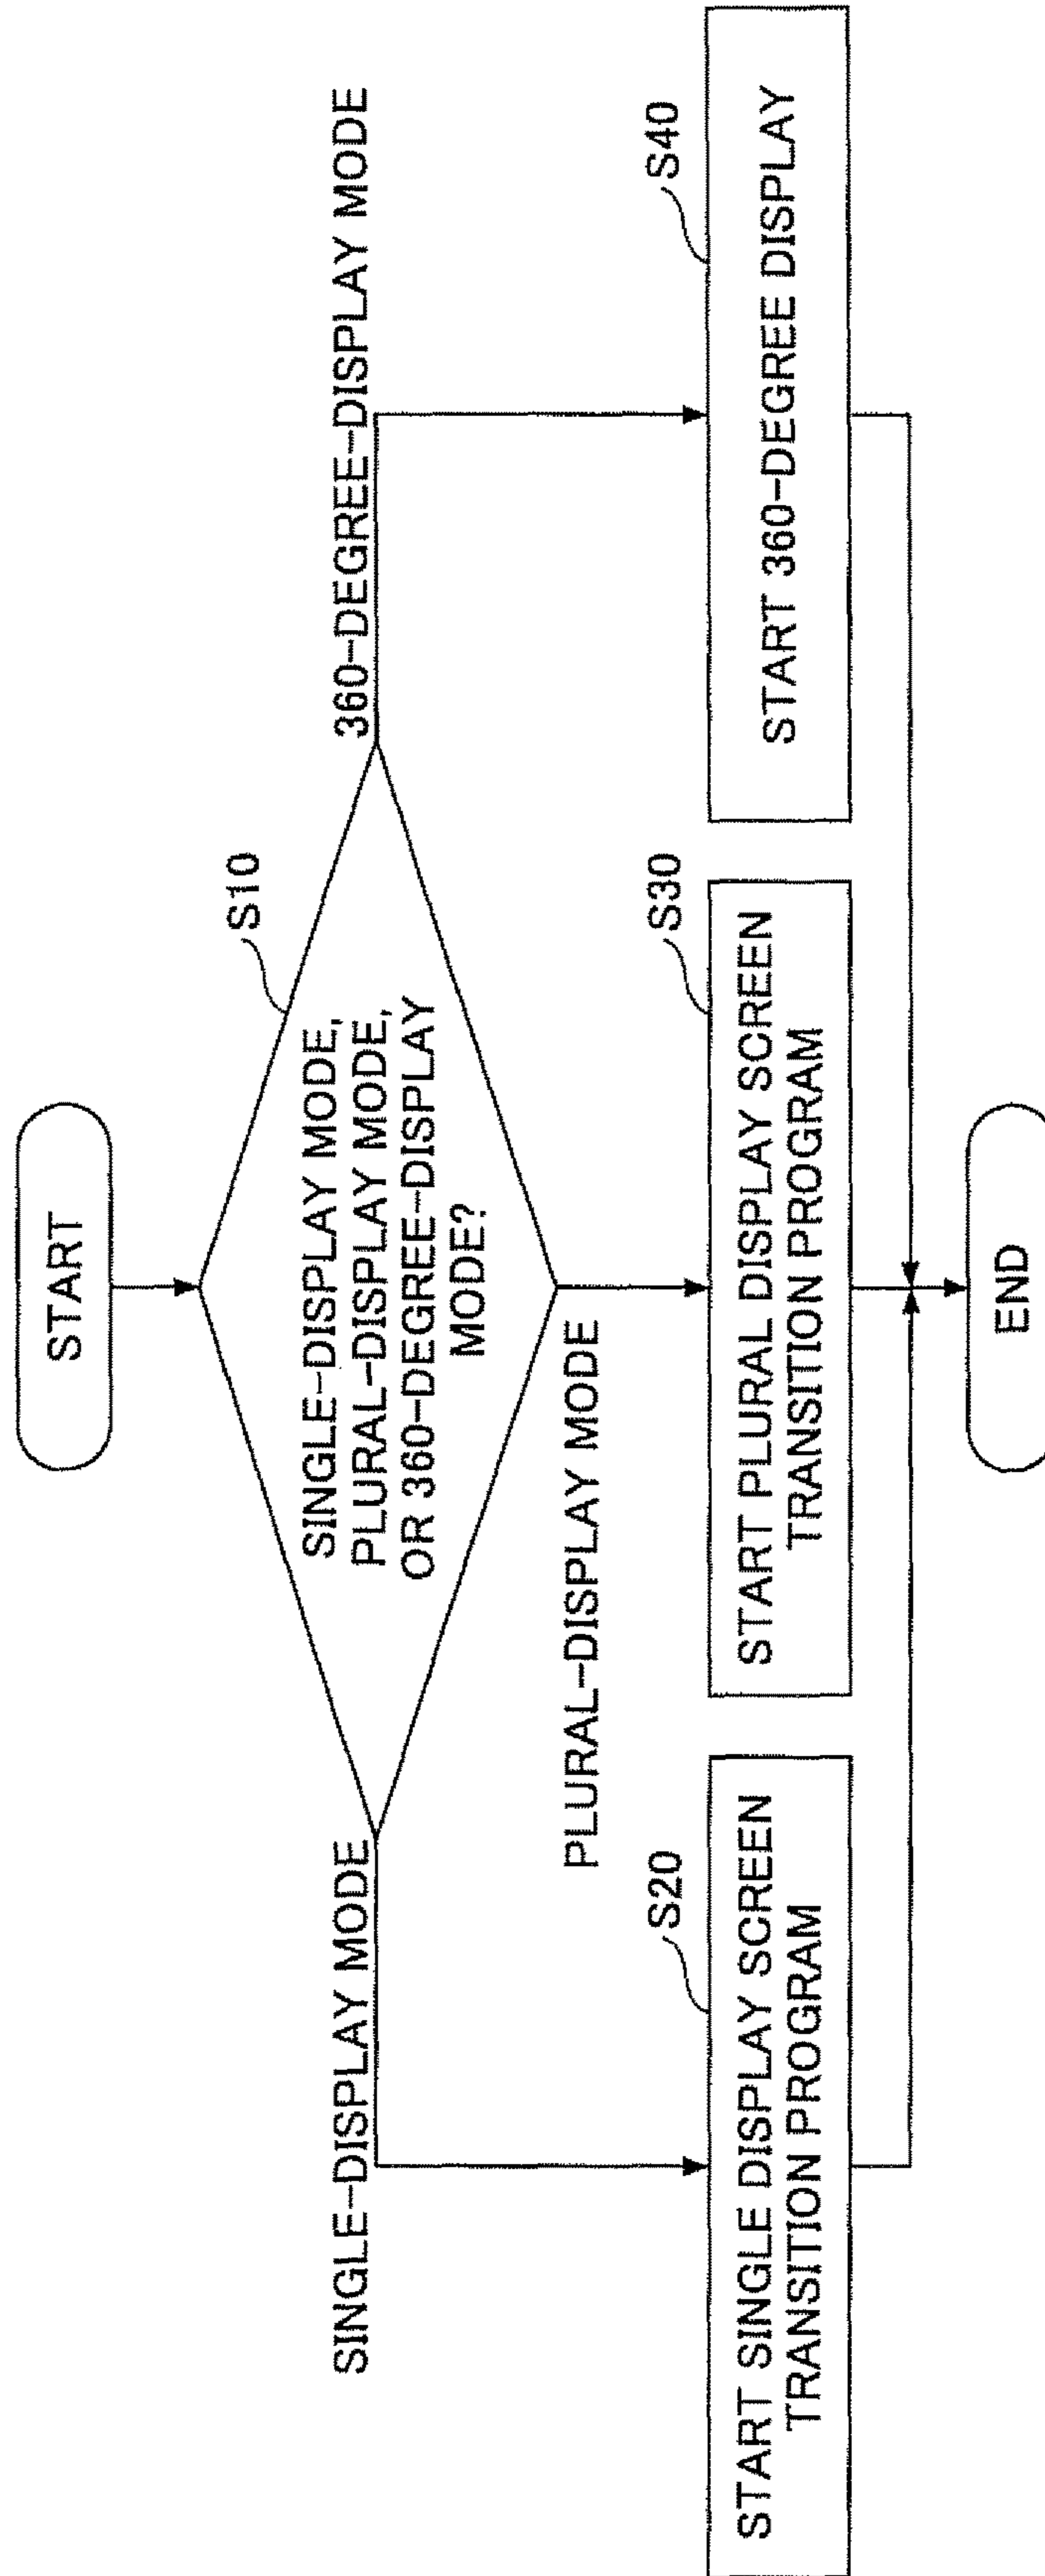 START
S10
SINGLE-DISPLAY MODE,
PLURAL-DISPLAY MODE,
OR 360-DEGREE-DISPLAY
MODE?
SINGLE-DISPLAY MODE
360-DEGREE-DISPLAY MODE
PLURAL-DISPLAY MODE
S20
START SINGLE DISPLAY SCREEN
TRANSITION PROGRAM
S30
START PLURAL DISPLAY SCREEN
TRANSITION PROGRAM
S40
START 360-DEGREE DISPLAY
END